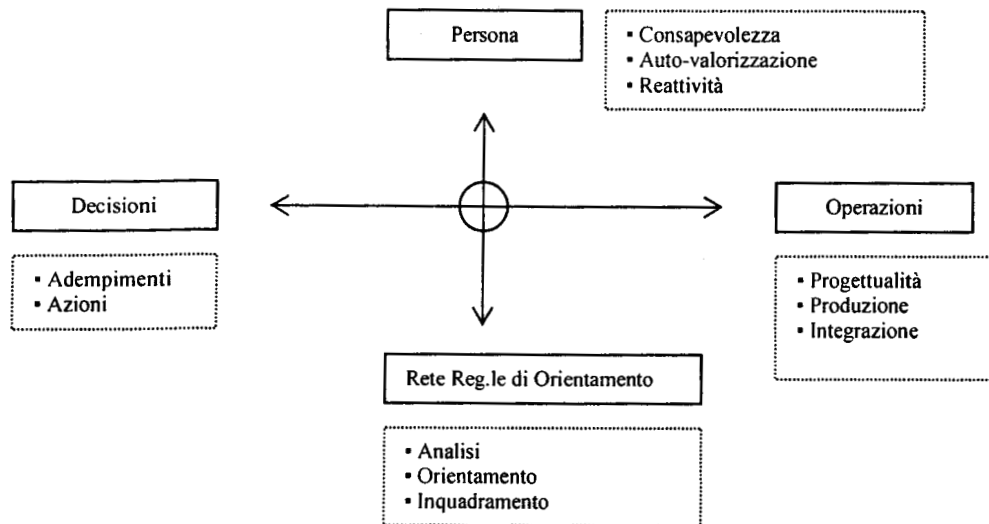 Persona
▪ Consapevolezza
▪ Auto-valorizzazione
▪ Reattività
Decisioni
▪ Adempimenti
▪ Azioni
Operazioni
▪ Progettualità
▪ Produzione
▪ Integrazione
Rete Reg.le di Orientamento
▪ Analisi
▪ Orientamento
▪ Inquadramento